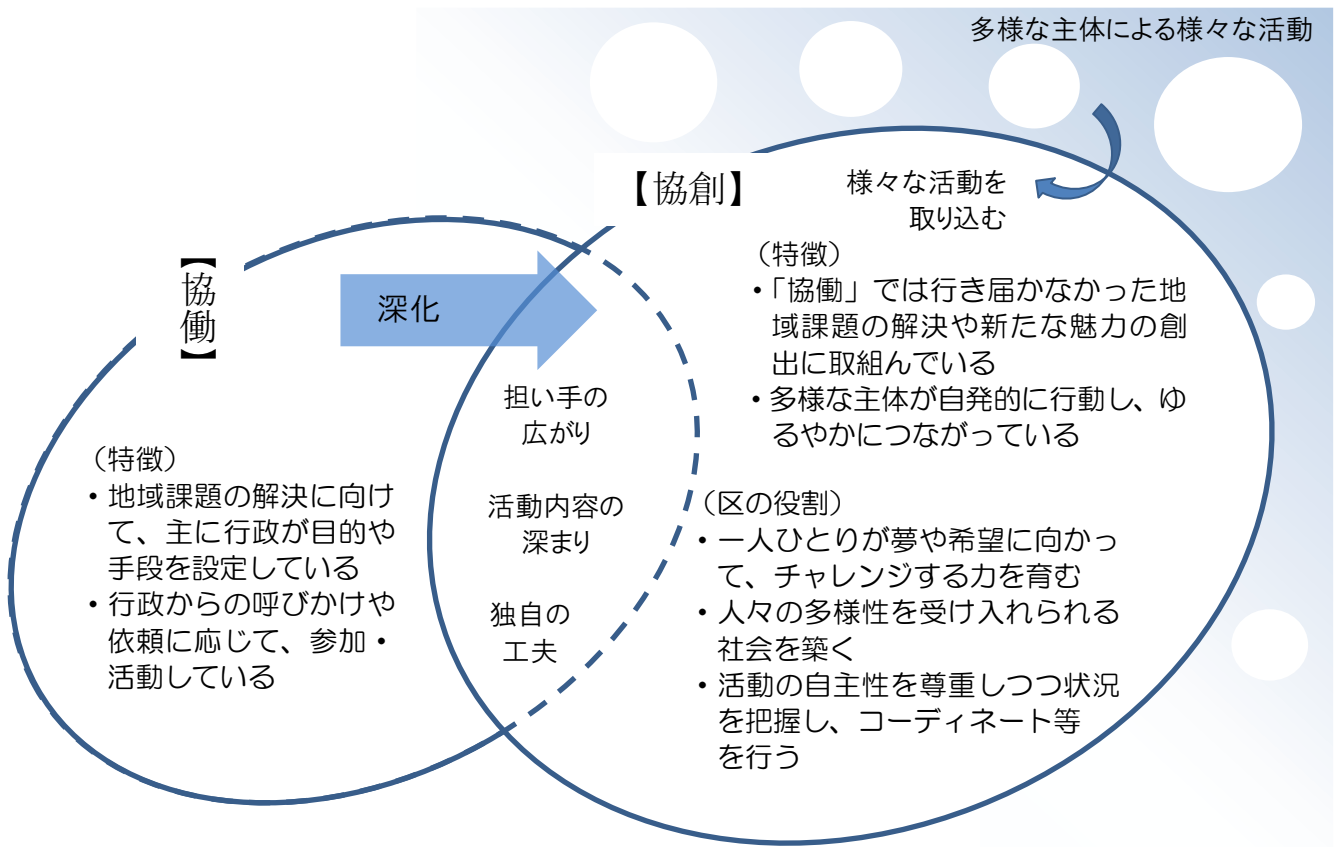 多様な主体による様々な活動
【協創】
様々な活動を
取り込む
（特徴）
・「協働」では行き届かなかった地
域課題の解決や新たな魅力の創
出に取組んでいる
・多様な主体が自発的に行動し、ゆ
るやかにつながっている
（区の役割）
・一人ひとりが夢や希望に向かっ
て、チャレンジする力を育む
・人々の多様性を受け入れられる
社会を築く
・活動の自主性を尊重しつつ状況
を把握し、コーディネート等
を行う
【協働】
深化
担い手の
広がり
活動内容の
深まり
独自の
工夫
（特徴）
・地域課題の解決に向け
て、主に行政が目的や
手段を設定している
・行政からの呼びかけや
依頼に応じて、参加・
活動している